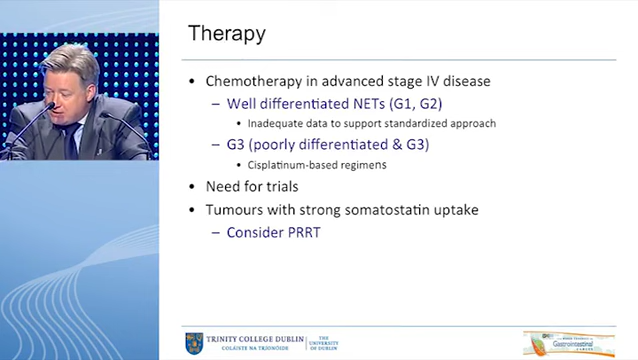 Therapy
• Chemotherapy in advanced stage IV disease
– Well differentiated NETs (G1, G2)
• Inadequate data to support standardized approach
– G3 (poorly differentiated & G3)
• Cisplatinum-based regimens
• Need for trials
• Tumours with strong somatostatin uptake
– Consider PRRT
TRINITY COLLEGE DUBLIN
COLÁISTE NA TRÍONÓIDE
THE
UNIVERSITY
OF DUBLIN
Gastrointestinal